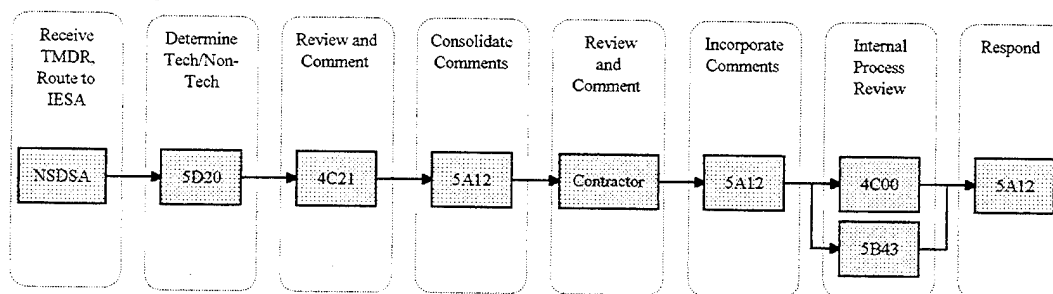 Receive
TMDR,
Route to
IESA
NSDSA
Determine
Tech/Non-
Tech
5D20
Review and
Comment
4C21
Consolidate
Comments
5A12
Review
and
Comment
Contractor
Incorporate
Comments
5A12
Internal
Process
Review
4C00
5B43
Respond
5A12